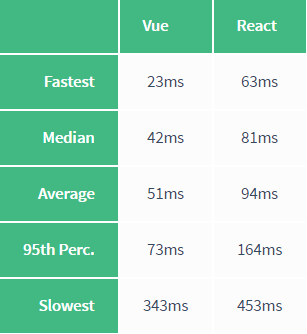 Vue React
Fastest 23ms 63ms
Median 42ms 81ms
Average 51ms 94ms
95th Perc. 73ms 164ms
Slowest 343ms 453ms